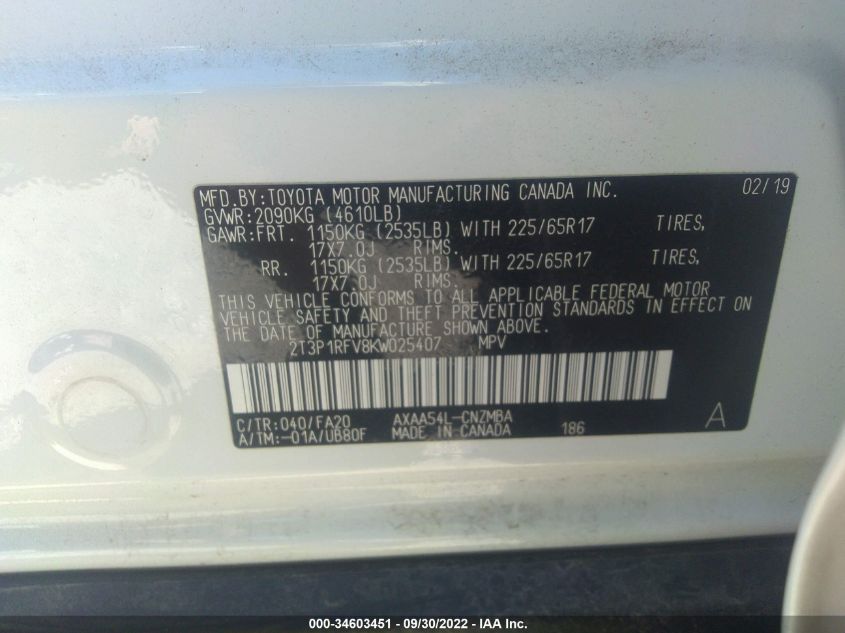 MFD.BY:TOYOTA MOTOR MANUFACTURING CANADA INC. 02/19
GVWR:2090KG (4610LB)
GAWR:FRT. 1150KG (2535LB) WITH 225/65R17 TIRES,
17X7.0J RIMS.
RR. 1150KG (2535LB) WITH 225/65R17 TIRES,
17X7.0J RIMS.
THIS VEHICLE CONFORMS TO ALL APPLICABLE FEDERAL MOTOR
VEHICLE SAFETY AND THEFT PREVENTION STANDARDS IN EFFECT ON
THE DATE OF MANUFACTURE SHOWN ABOVE.
2T3P1RFV8KW025407 MPV
C/TR:040/FA20 AXAA54L-CNZMBA A
A/TM:-01A/UB80F MADE IN CANADA 186
000-34603451 - 09/30/2022 - IAA Inc.